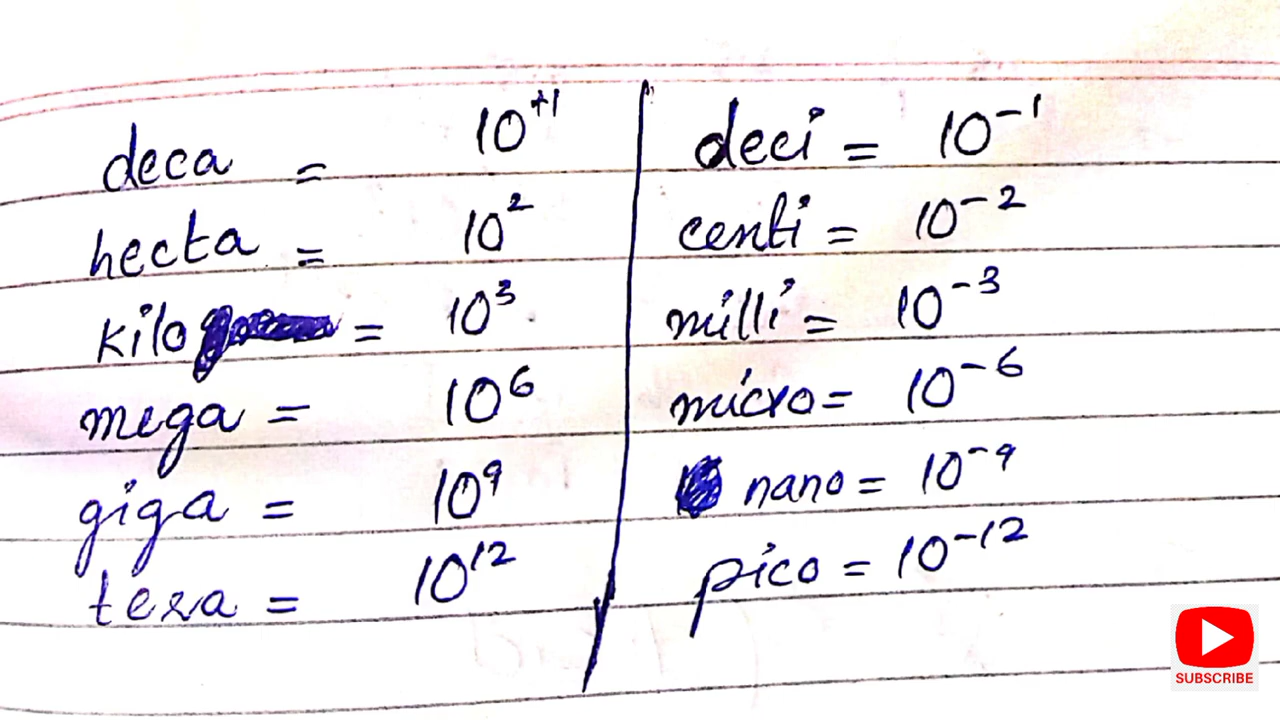 deca = 10⁺¹
hecta = 10²
kilo = 10³
mega = 10⁶
giga = 10⁹
tera = 10¹²
deci = 10⁻¹
centi = 10⁻²
milli = 10⁻³
micro = 10⁻⁶
nano = 10⁻⁹
pico = 10⁻¹²
SUBSCRIBE